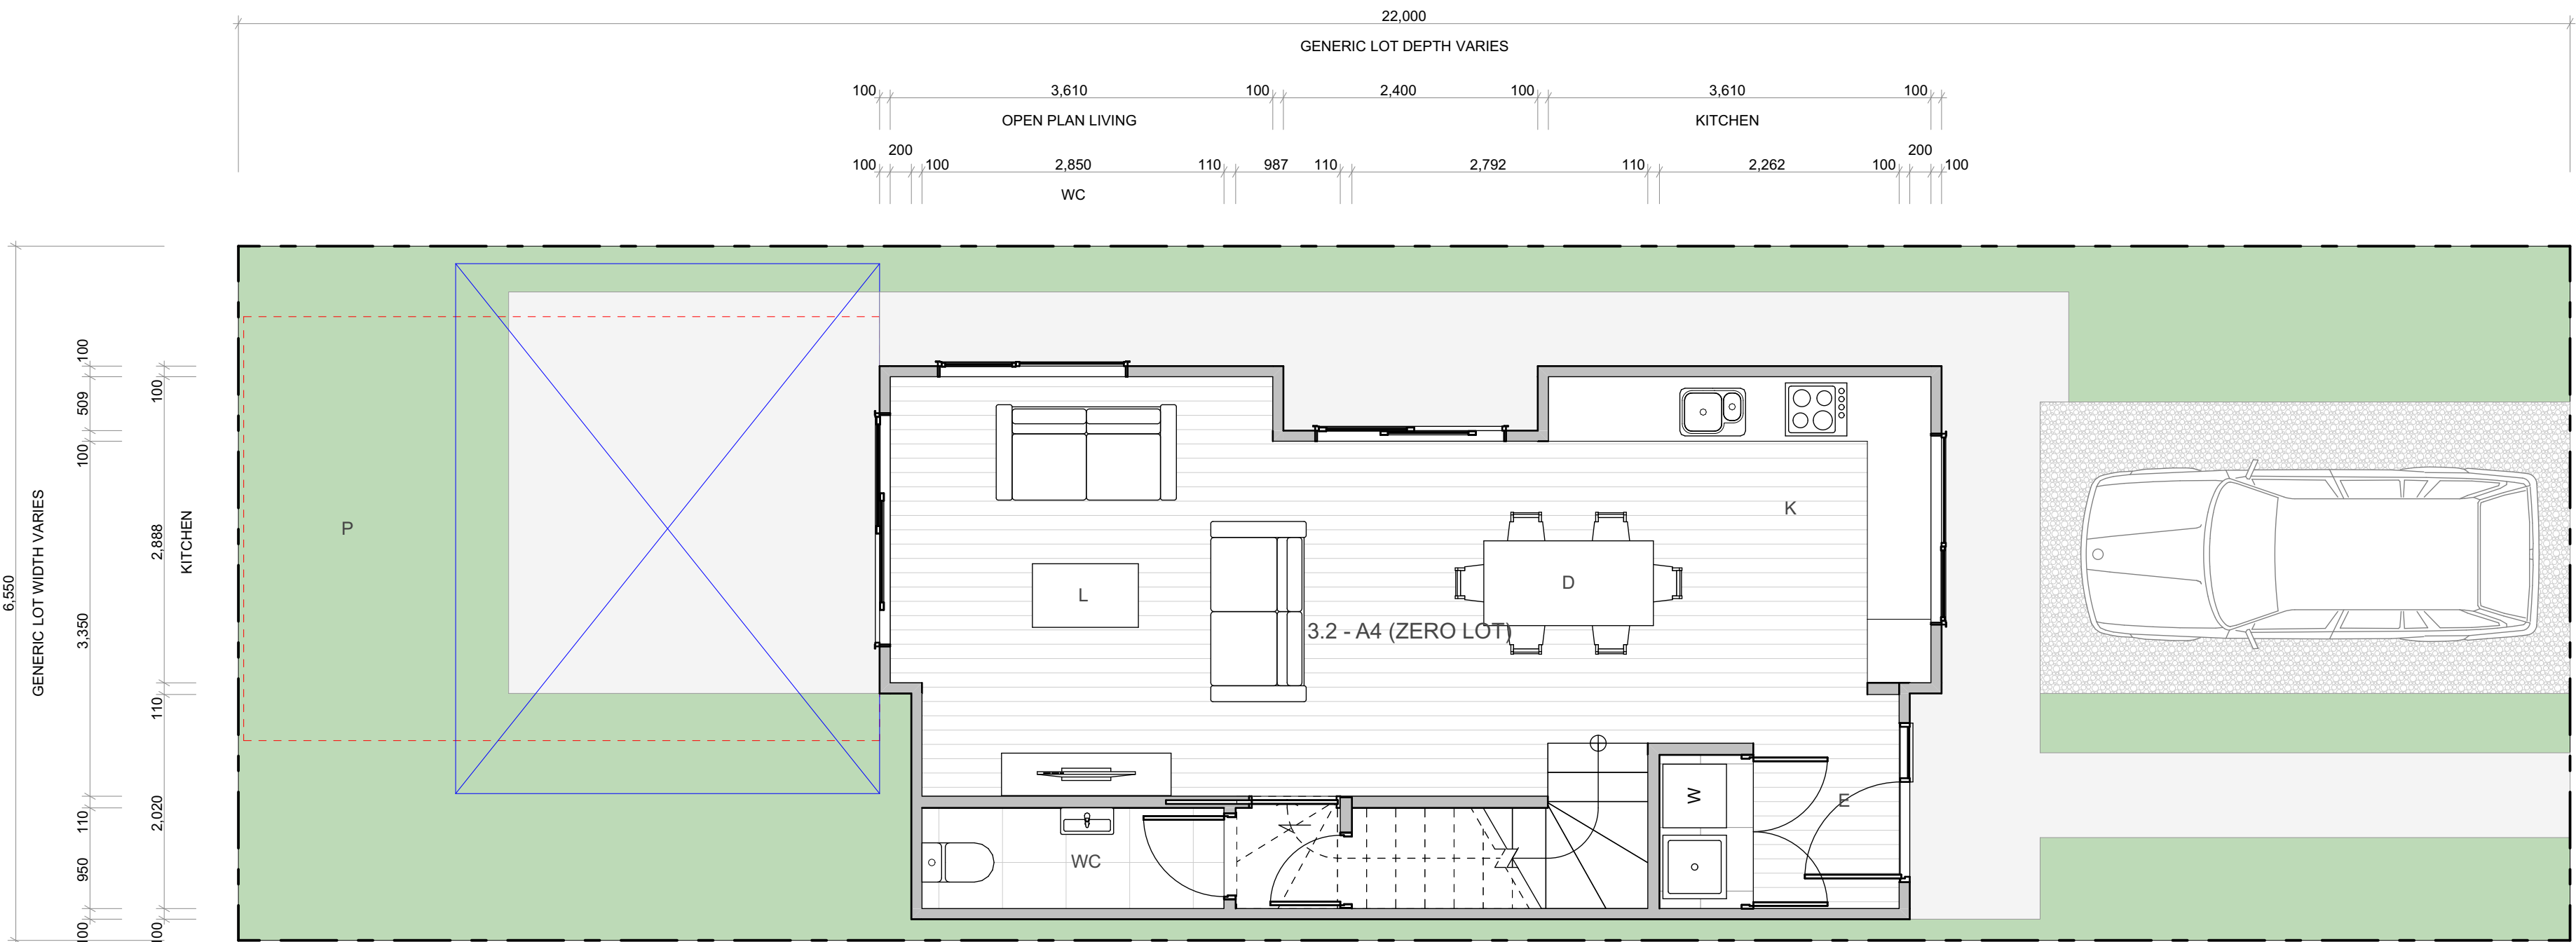 22,000
GENERIC LOT DEPTH VARIES
100 3,610 100 2,400 100 3,610 100
OPEN PLAN LIVING KITCHEN
200 200
100 100 2,850 110 987 110 2,792 110 2,262 100 100
WC
6,550
GENERIC LOT WIDTH VARIES
100
509
100
3,350
110
950
100
100
2,888
110
2,020
100
KITCHEN
P
K
L
D
3.2 - A4 (ZERO LOT)
W
E
WC